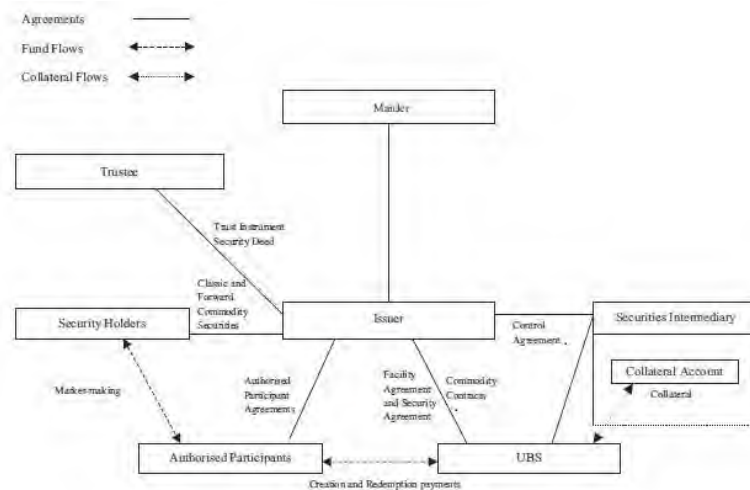 Agreements
Fund Flows
Collateral Flows
ManJer
Trustee
Trust Instrument
Security Deed
Classic and
Forward
Commodity
Securities
Security Holders
Issuer
Control
Agreement
Securities Intermediary
Collateral Account
Collateral
Market-making
Authorised
Participant
Agreements
Facility
Agreement
and Security
Agreement
Commodity
Contracts
Authorised Participants
UBS
Creation and Redemption payments